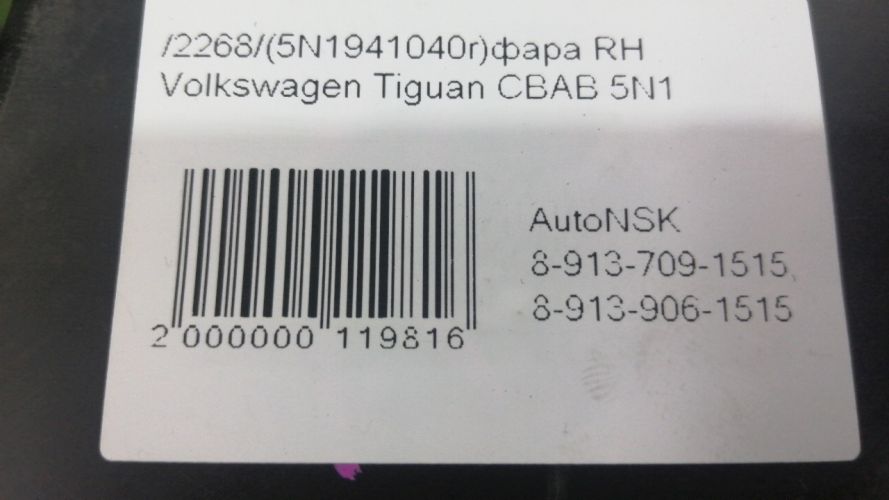 /2268/(5N1941040г)фара RH
Volkswagen Tiguan CBAB 5N1
AutoNSK
8-913-709-1515,
8-913-906-1515
2 000000 119816